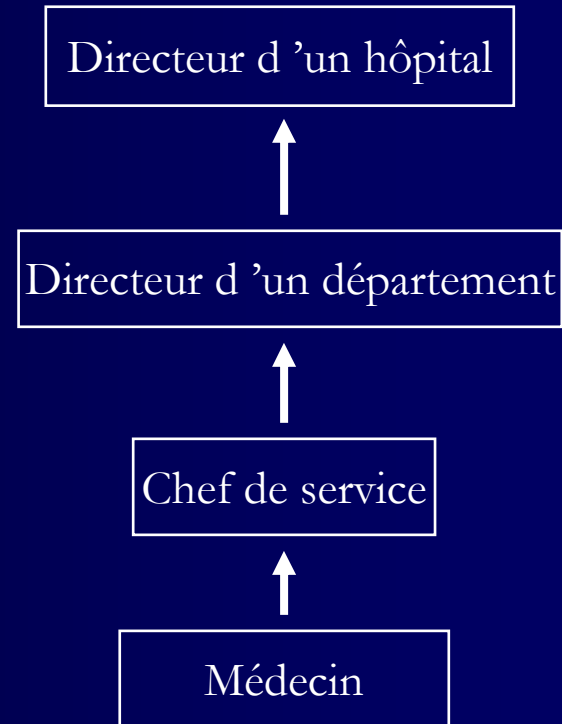 Directeur d ’un hôpital
Directeur d ’un département
Chef de service
Médecin